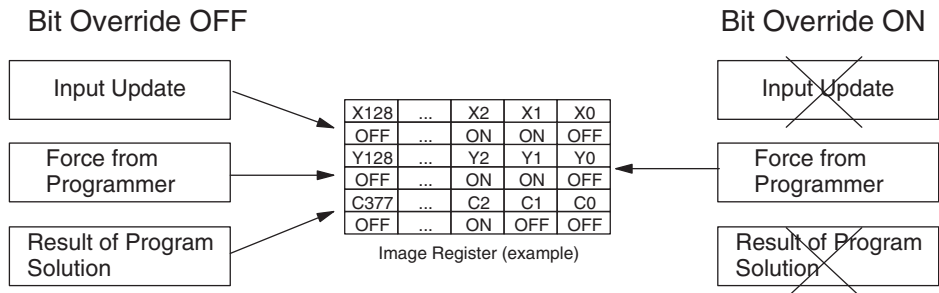 Bit Override OFF
Bit Override ON
Input Update
Force from
Programmer
Result of Program
Solution
X128 ... X2 X1 X0
OFF ... ON ON OFF
Y128 ... Y2 Y1 Y0
OFF ... ON ON OFF
C377 ... C2 C1 C0
OFF ... ON OFF OFF
Image Register (example)
Input Update
Force from
Programmer
Result of Program
Solution